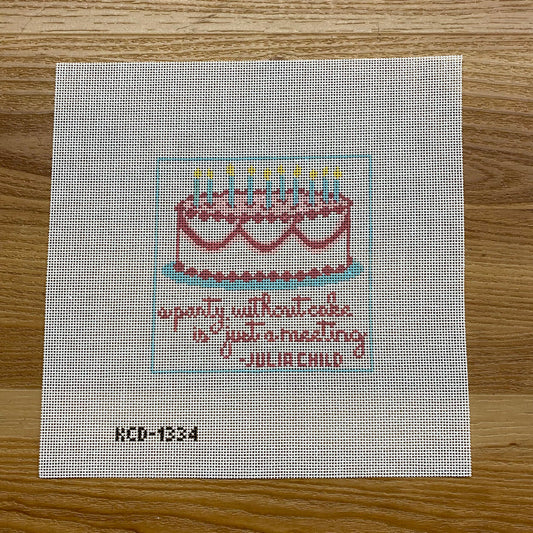 a party without cake
is just a meeting
-JULIA CHILD
KCD-1334